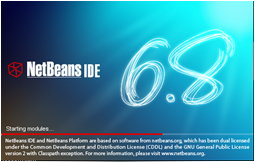 NetBeans IDE
6.8
Starting modules...
NetBeans IDE and NetBeans Platform are based on software from netbeans.org, which has been dual licensed
under the Common Development and Distribution License (CDDL) and the GNU General Public License
version 2 with Classpath exception. For more information, please visit www.netbeans.org.